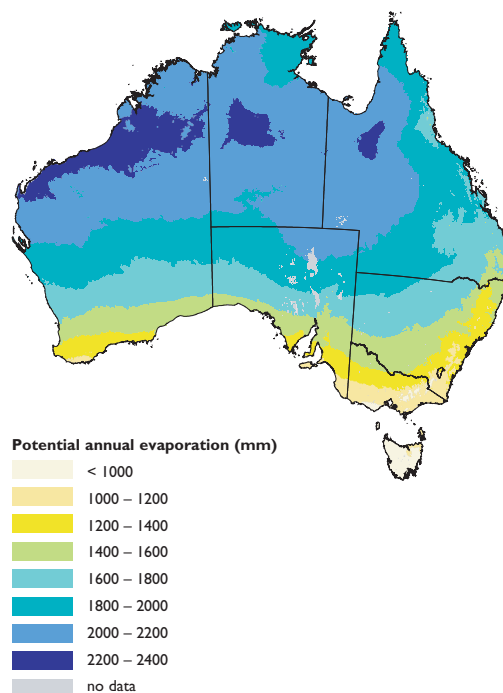 Potential annual evaporation (mm)
< 1000
1000 – 1200
1200 – 1400
1400 – 1600
1600 – 1800
1800 – 2000
2000 – 2200
2200 – 2400
no data